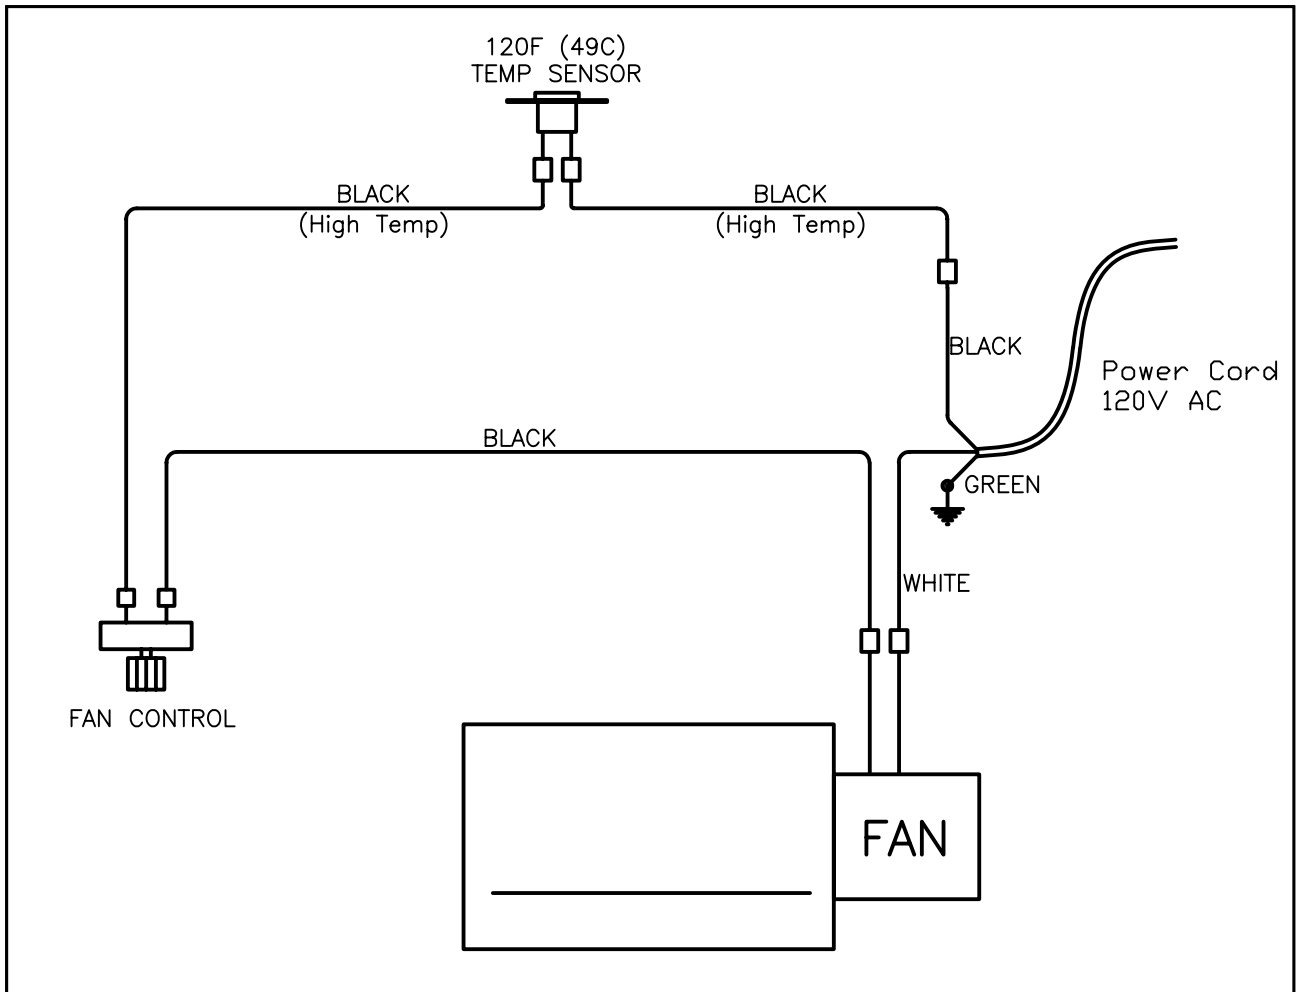 120F (49C)
TEMP SENSOR
BLACK
(High Temp)
BLACK
(High Temp)
BLACK
Power Cord
120V AC
BLACK
GREEN
WHITE
FAN CONTROL
FAN